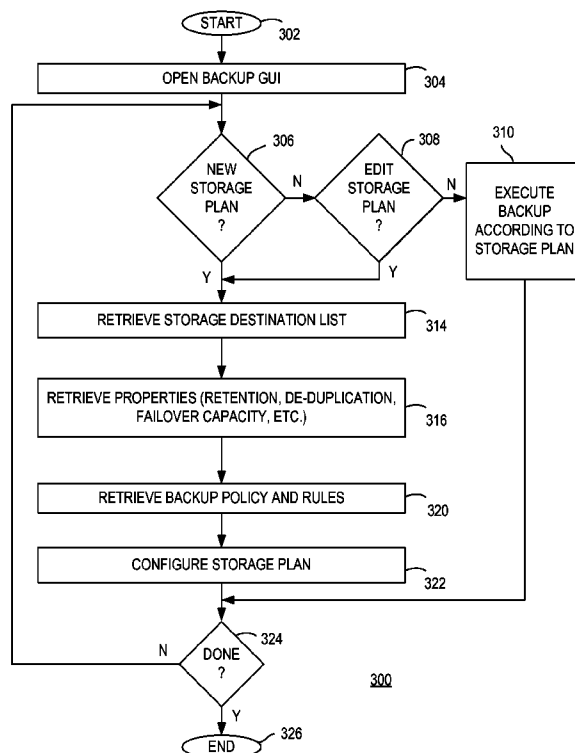 START
302
OPEN BACKUP GUI
304
306
308
310
NEW
STORAGE
PLAN
?
N
EDIT
STORAGE
PLAN
?
N
EXECUTE
BACKUP
ACCORDING TO
STORAGE PLAN
Y
Y
RETRIEVE STORAGE DESTINATION LIST
314
RETRIEVE PROPERTIES (RETENTION, DE-DUPLICATION,
FAILOVER CAPACITY, ETC.)
316
RETRIEVE BACKUP POLICY AND RULES
320
CONFIGURE STORAGE PLAN
322
324
N
DONE
?
300
Y
END
326